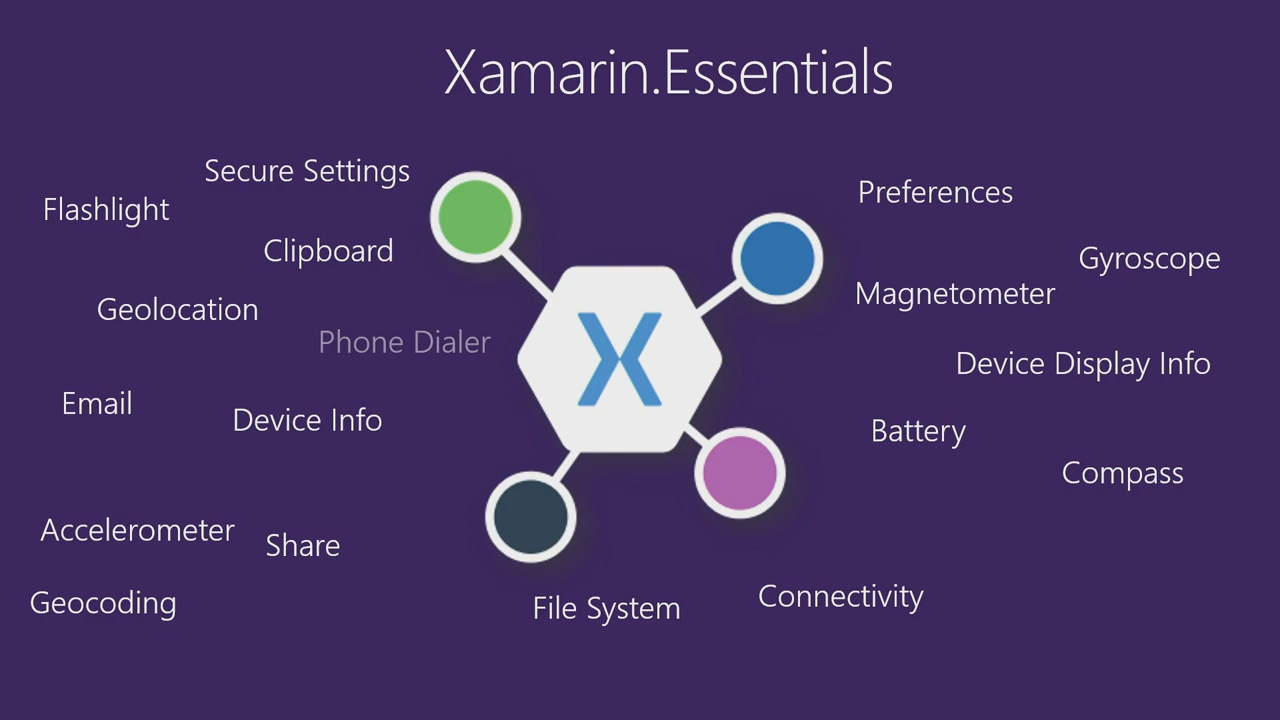 Xamarin.Essentials
Secure Settings
Flashlight
Clipboard
Geolocation
Phone Dialer
Email
Device Info
Accelerometer
Share
Geocoding
File System
Connectivity
Preferences
Gyroscope
Magnetometer
Device Display Info
Battery
Compass
X